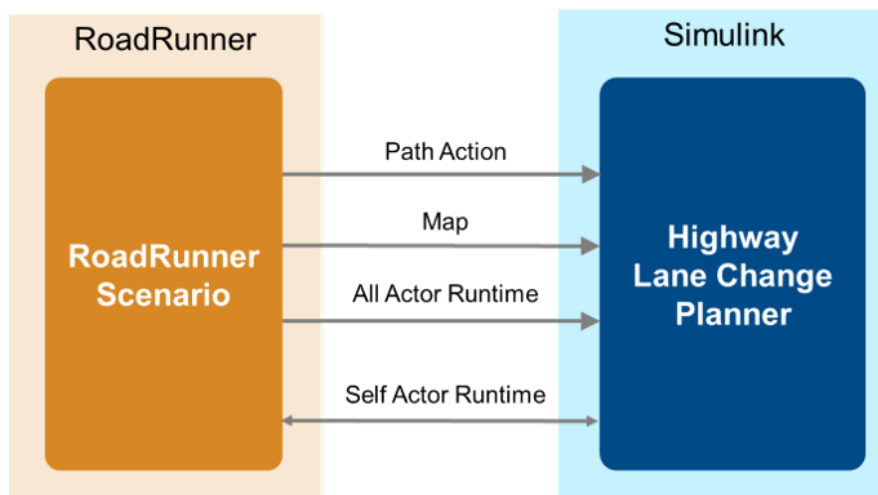 RoadRunner
Simulink
RoadRunner
Scenario
Path Action
Map
All Actor Runtime
Self Actor Runtime
Highway
Lane Change
Planner